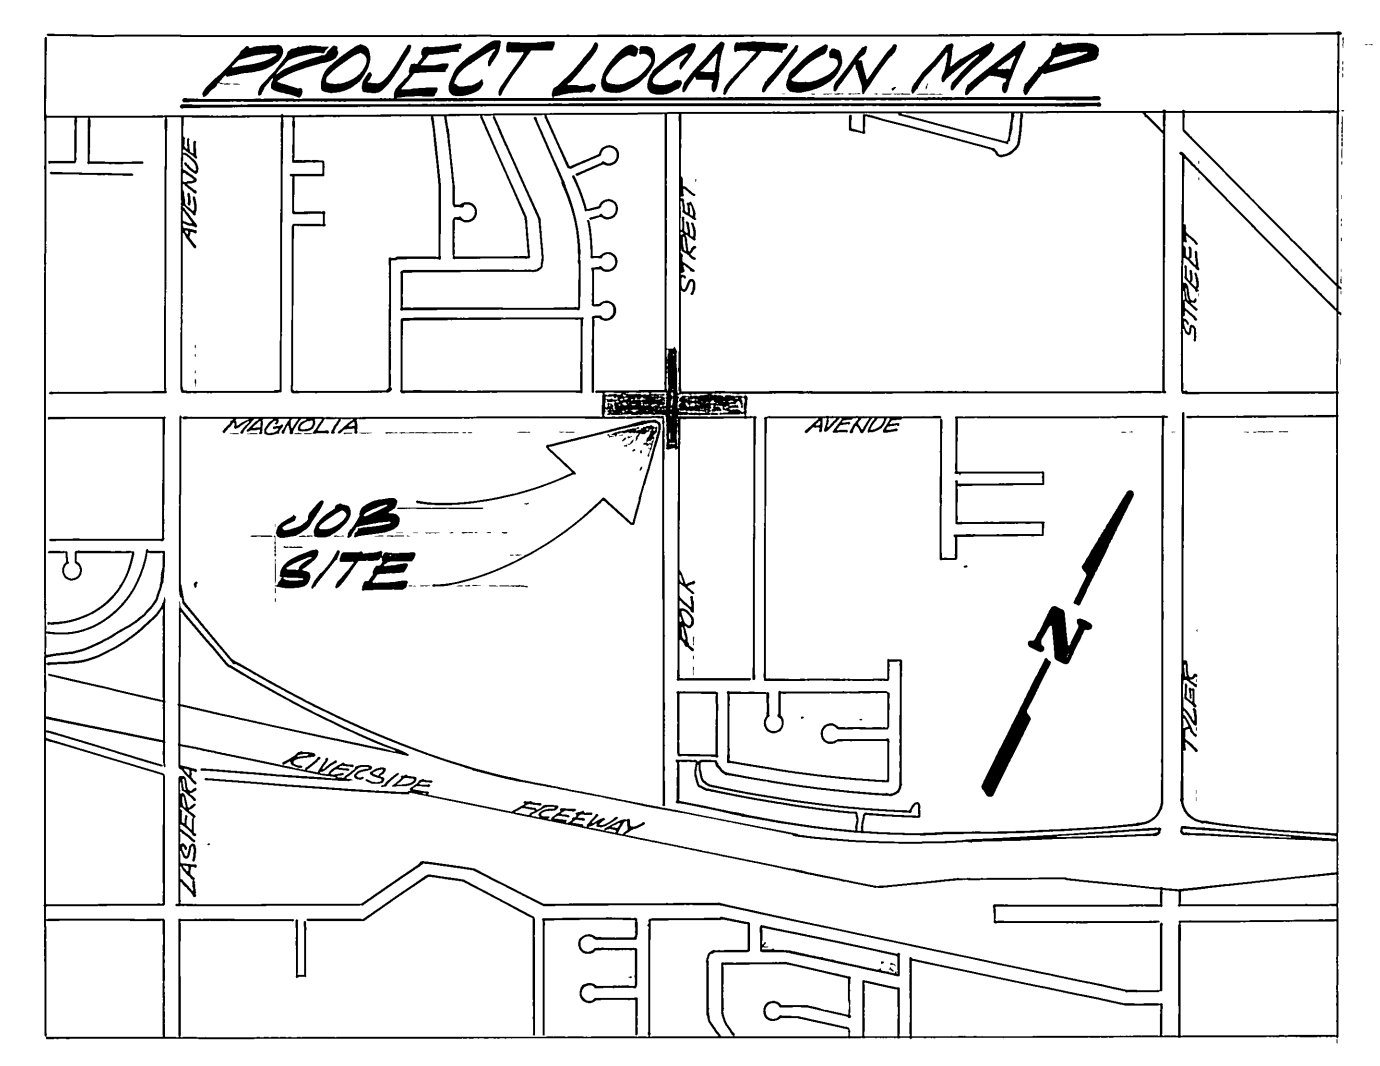 PROJECT LOCATION MAP
AVENUE
STREET
STREET
MAGNOLIA
AVENUE
JOB
SITE
POLK
N
TYLER
RIVERSIDE
LASIERRA
FREEWAY